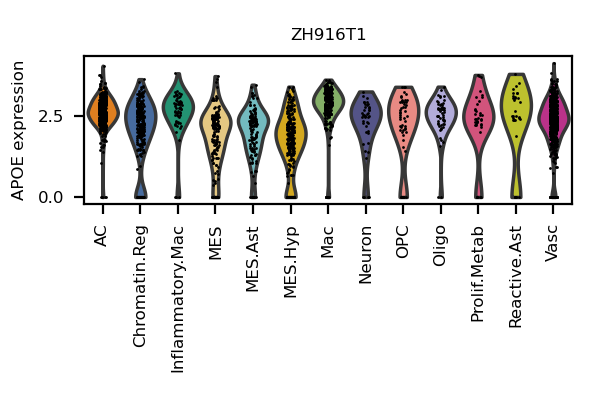 ZH916T1
APOE expression
2.5
0.0
AC
Chromatin.Reg
Inflammatory.Mac
MES
MES.Ast
MES.Hyp
Mac
Neuron
OPC
Oligo
Prolif.Metab
Reactive.Ast
Vasc